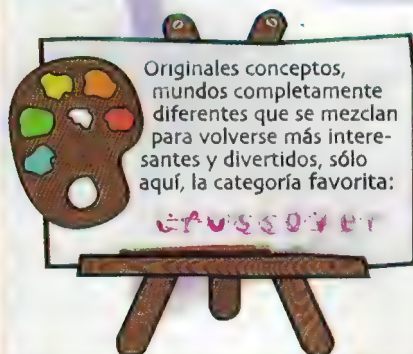 Originales conceptos,
mundos completamente
diferentes que se mezclan
para volverse más intere-
santes y divertidos, sólo
aquí, la categoría favorita:
crossover